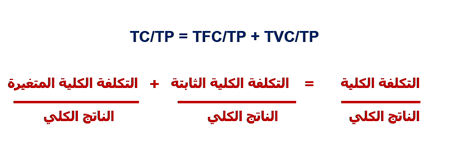 TC/TP = TFC/TP + TVC/TP
التكلفة الكلية = التكلفة الكلية الثابتة + التكلفة الكلية المتغيرة
الناتج الكلي الناتج الكلي الناتج الكلي